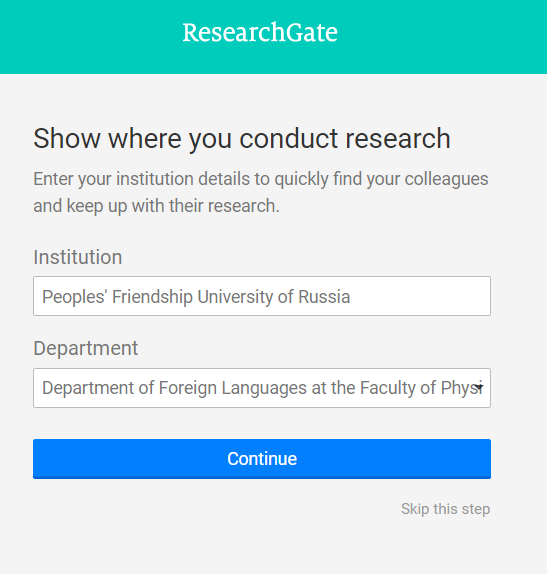 ResearchGate
Show where you conduct research
Enter your institution details to quickly find your colleagues
and keep up with their research.
Institution
Peoples' Friendship University of Russia
Department
Department of Foreign Languages at the Faculty of Physi
Continue
Skip this step